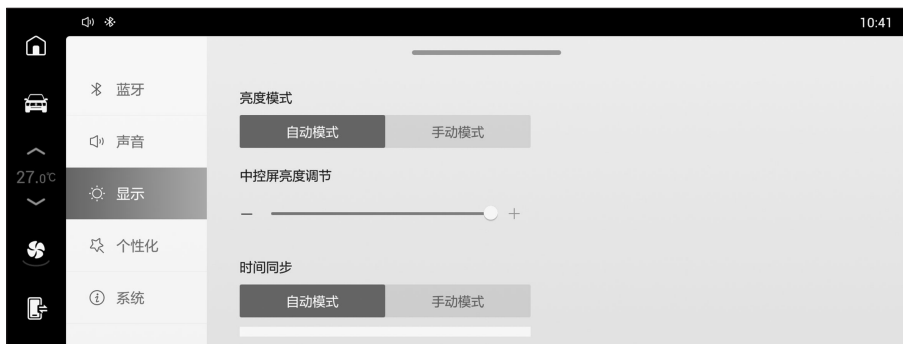 10:41
蓝牙
声音
27.0℃
显示
个性化
系统
亮度模式
自动模式 手动模式
中控屏亮度调节
时间同步
自动模式 手动模式